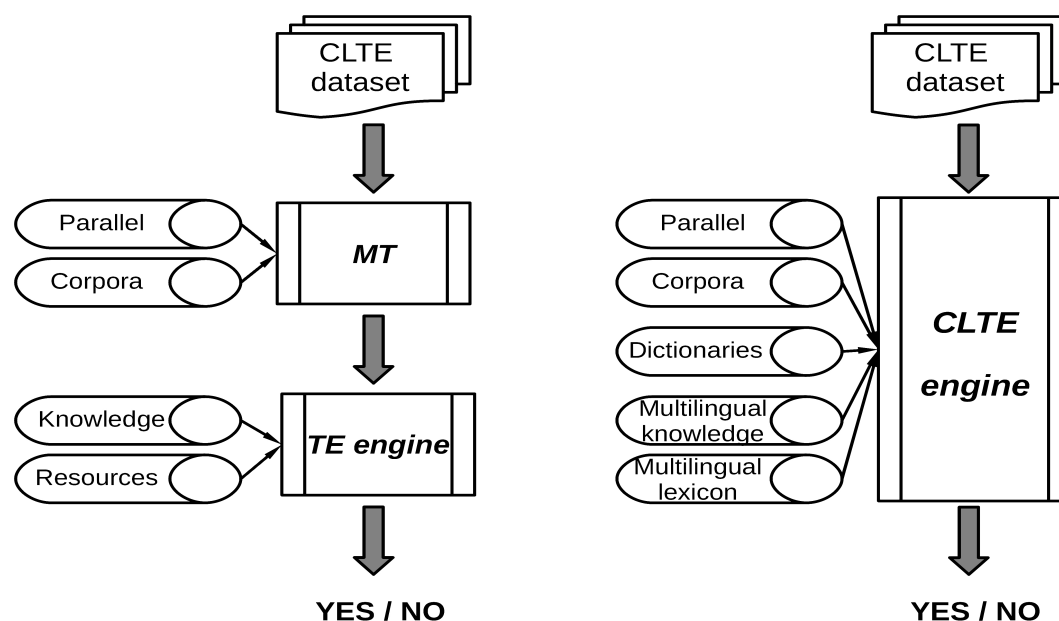 CLTE
dataset
Parallel
Corpora
MT
Knowledge
Resources
TE engine
YES / NO
CLTE
dataset
Parallel
Corpora
Dictionaries
Multilingual
knowledge
Multilingual
lexicon
CLTE
engine
YES / NO